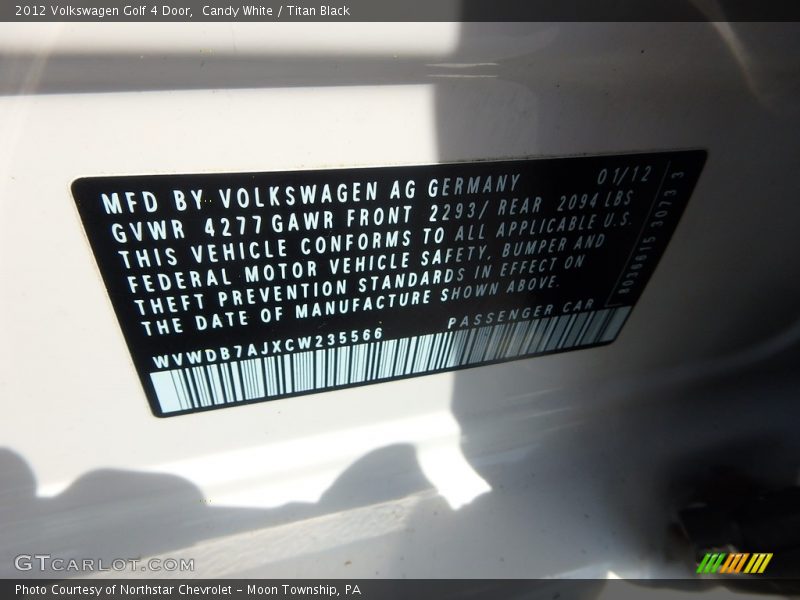 2012 Volkswagen Golf 4 Door,  Candy White / Titan Black
MFD BY VOLKSWAGEN AG GERMANY 01/12
GVWR 4277 GAWR FRONT 2293/ REAR 2094 LBS
THIS VEHICLE CONFORMS TO ALL APPLICABLE U.S.
FEDERAL MOTOR VEHICLE SAFETY, BUMPER AND
THEFT PREVENTION STANDARDS IN EFFECT ON
THE DATE OF MANUFACTURE SHOWN ABOVE.
WVWDB7AJXCW235566 PASSENGER CAR
8036615 3073 3
GTCARLOT.COM
Photo Courtesy of Northstar Chevrolet - Moon Township, PA